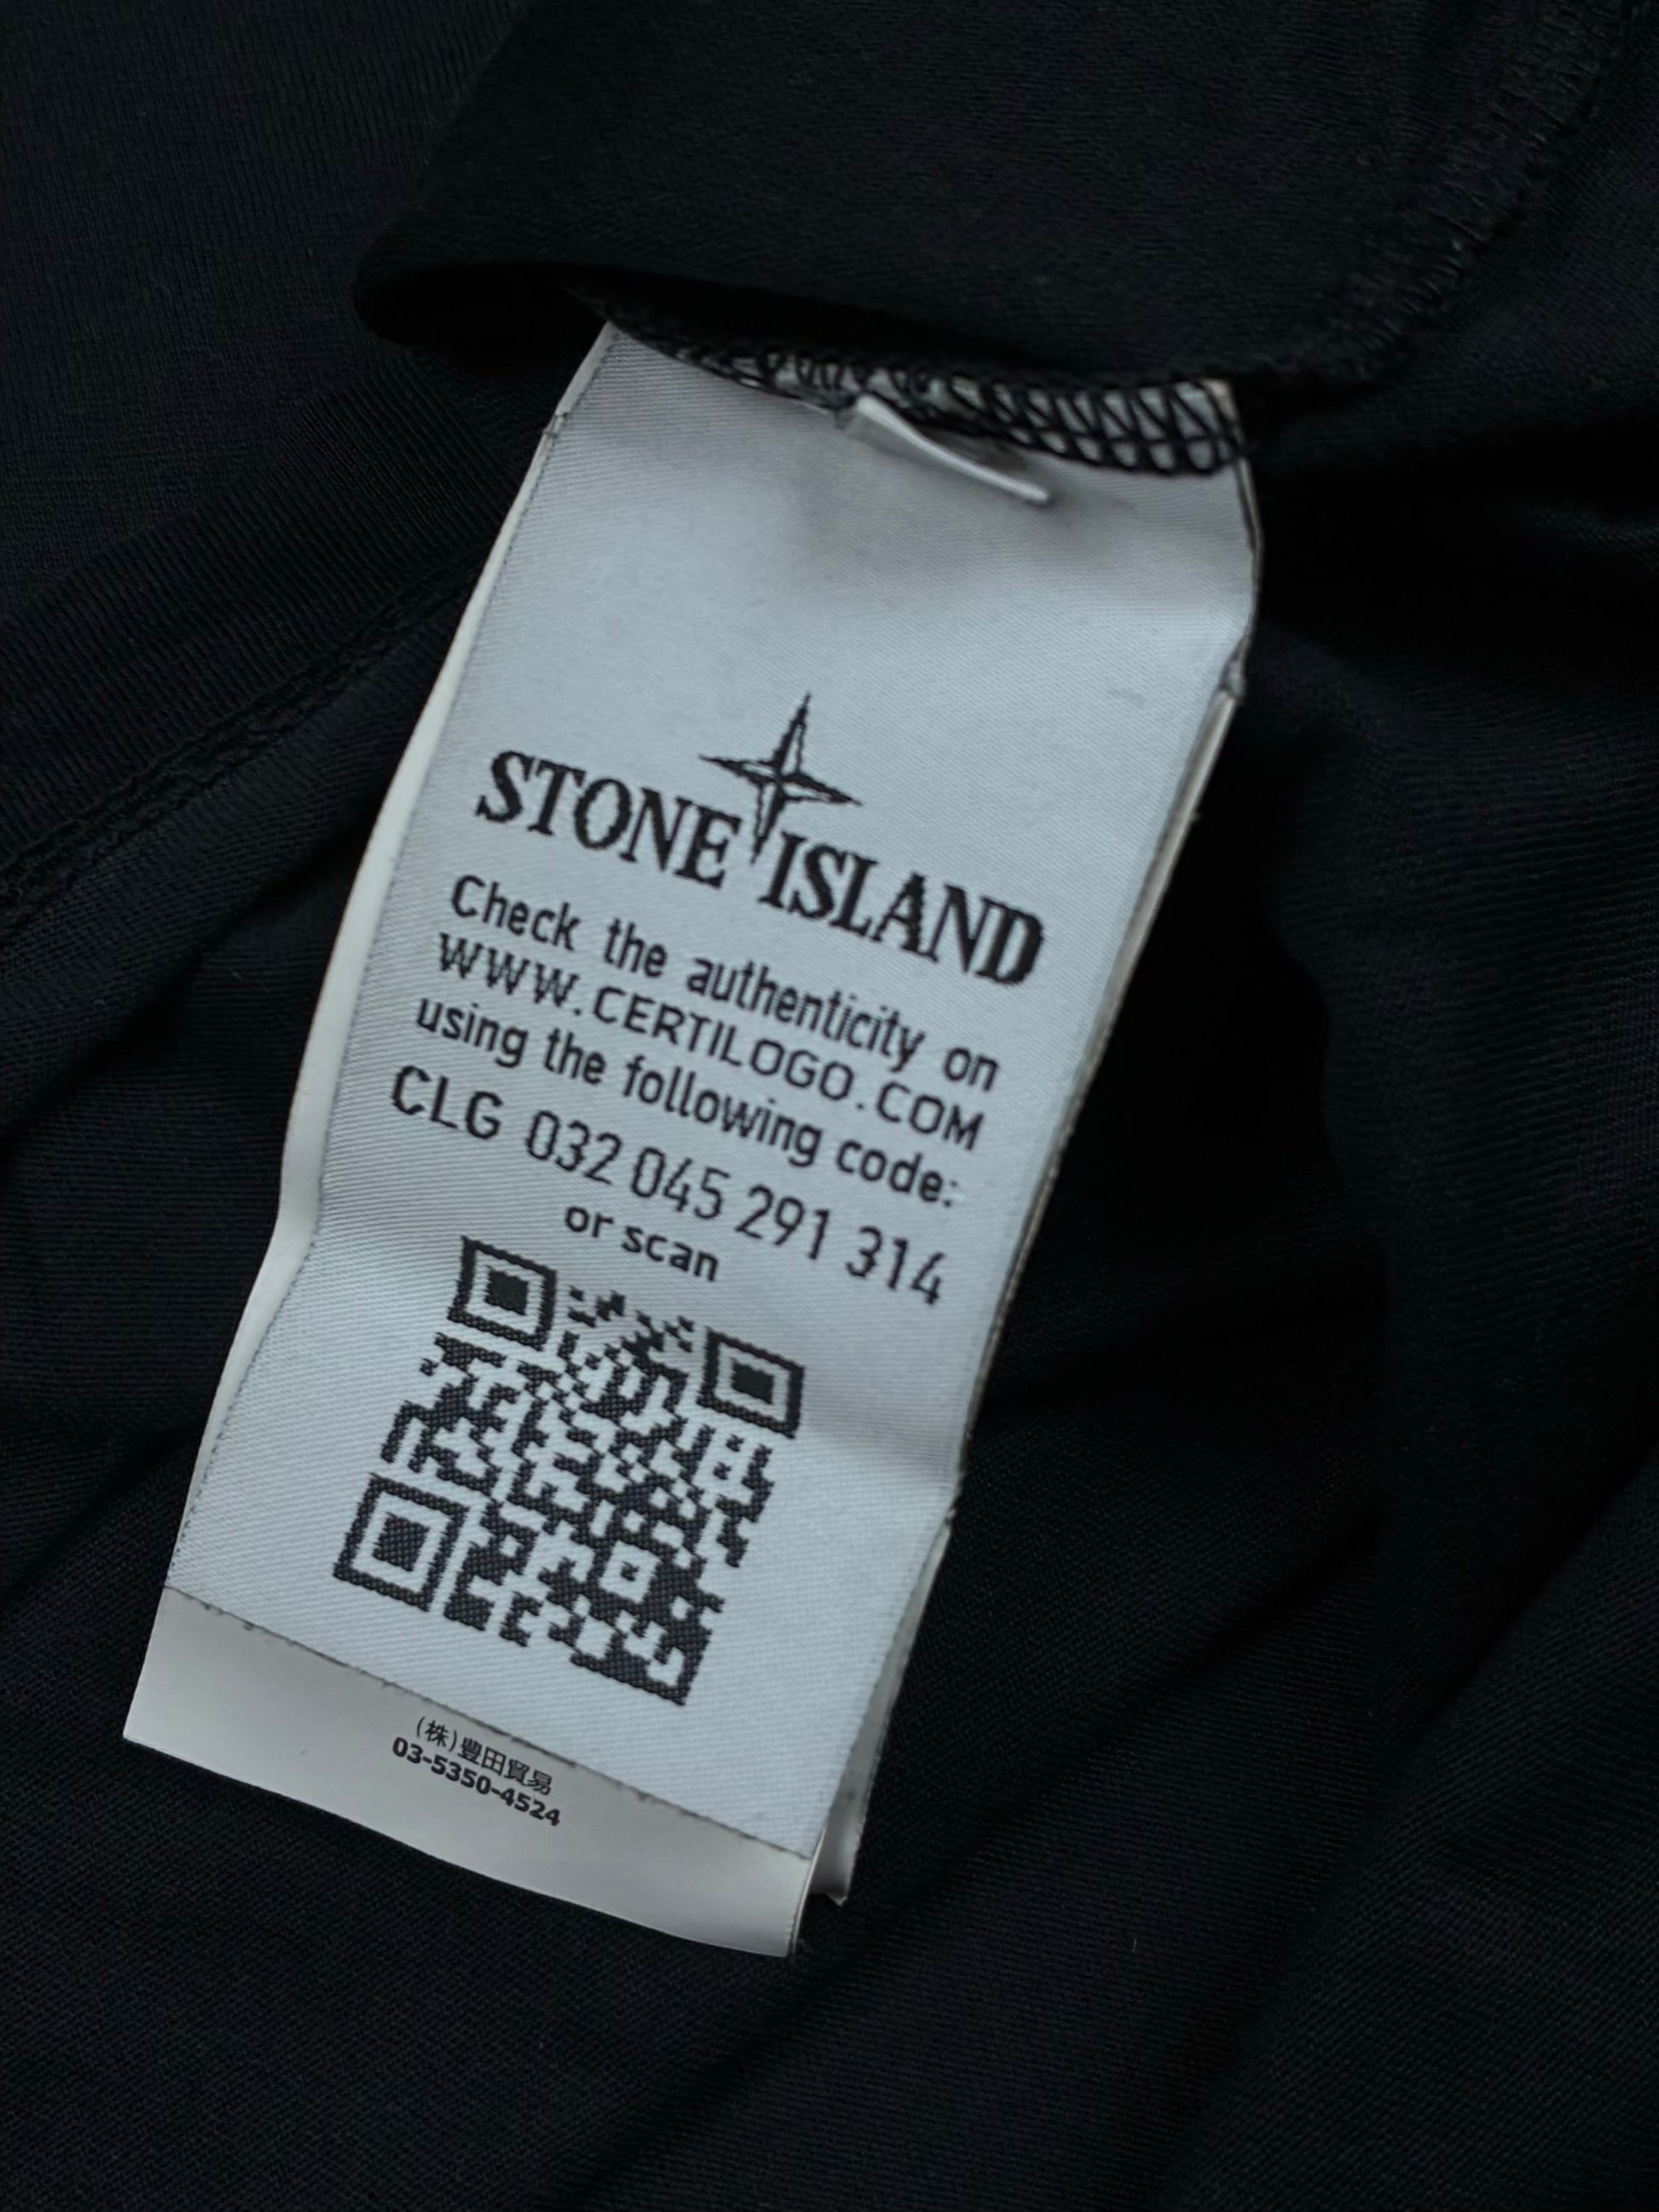 STONE ISLAND
Check the authenticity on
WWW.CERTILOGO.COM
using the following code:
CLG 032 045 291 314
or scan
(株)豊田貿易
03-5350-4524